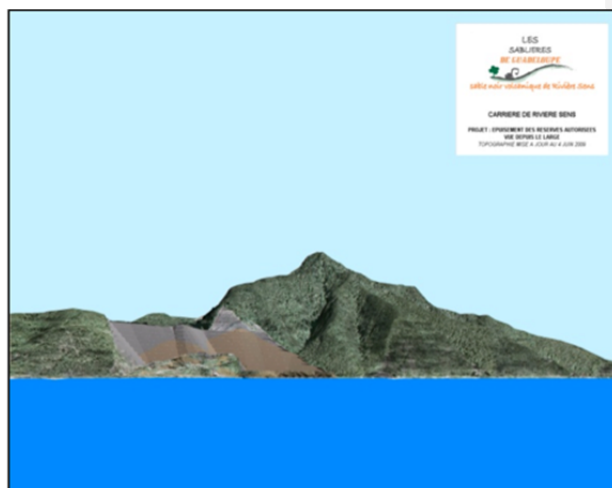 LES
SABLIERES
DE GUADELOUPE
sable noir volcanique de Rivière Sens
CARRIERE DE RIVIERE SENS
PROJET : EPUISEMENT DES RESERVES AUTORISEES
VUE DEPUIS LE LARGE
TOPOGRAPHIE MISE A JOUR AU 4 JUIN